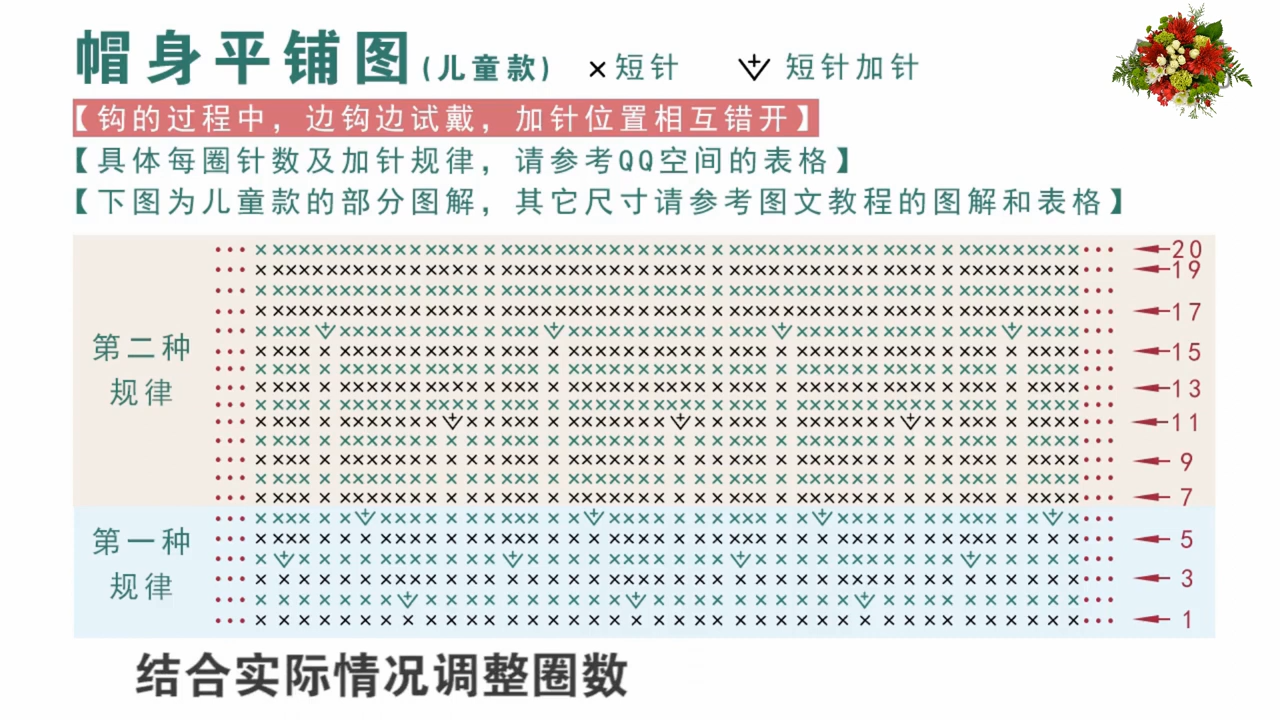 帽身平铺图(儿童款) × 短针 短针加针
【钩的过程中，边钩边试戴，加针位置相互错开】
【具体每圈针数及加针规律，请参考QQ空间的表格】
【下图为儿童款的部分图解，其它尺寸请参考图文教程的图解和表格】
20
19
17
第二种
规律
15
13
11
9
7
第一种
规律
5
3
1
结合实际情况调整圈数